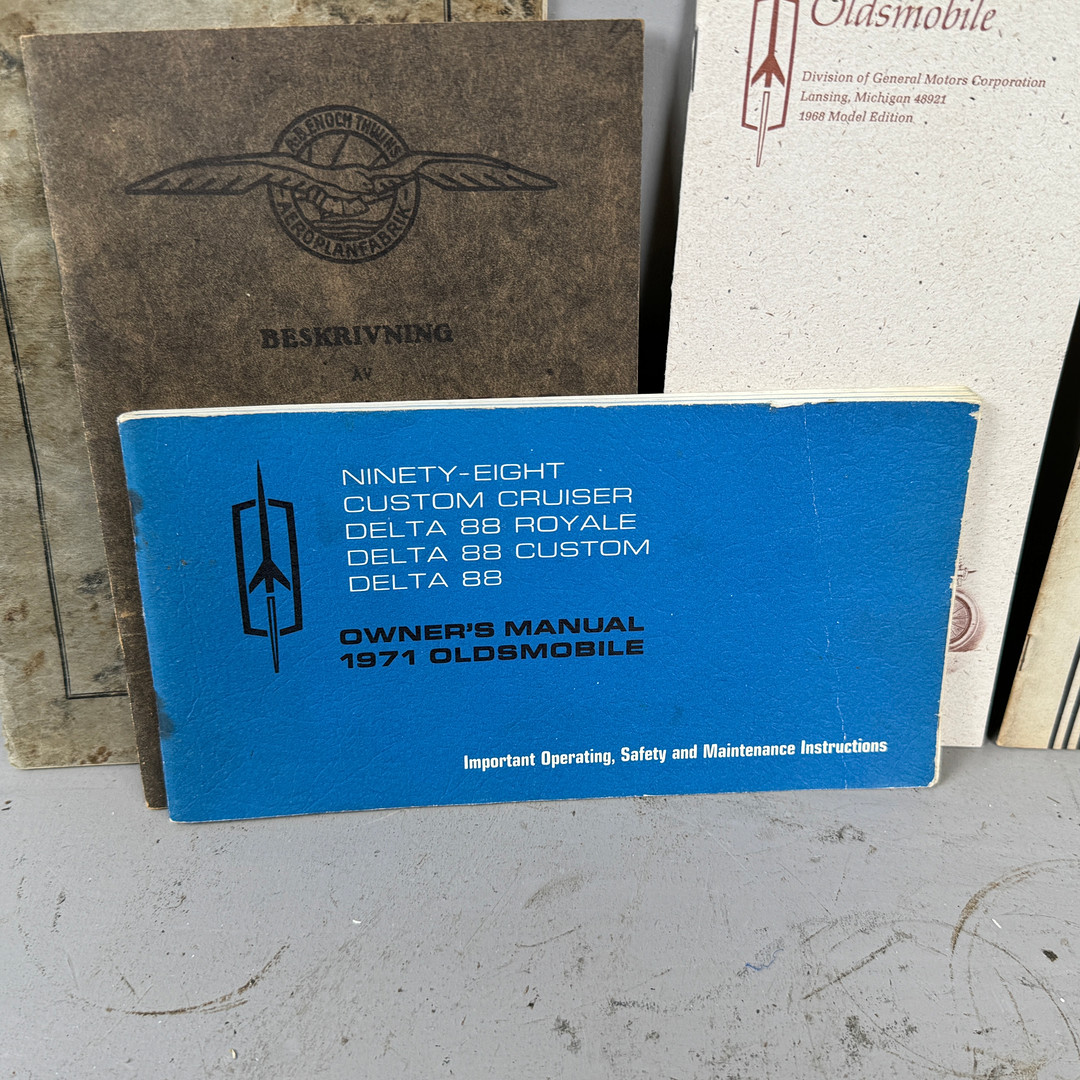 A.B. ENOCH THULINS
AEROPLANFABRIK
BESKRIVNING
AV
Oldsmobile
Division of General Motors Corporation
Lansing, Michigan 48921
1968 Model Edition
NINETY-EIGHT
CUSTOM CRUISER
DELTA 88 ROYALE
DELTA 88 CUSTOM
DELTA 88
OWNER'S MANUAL
1971 OLDSMOBILE
Important Operating, Safety and Maintenance Instructions